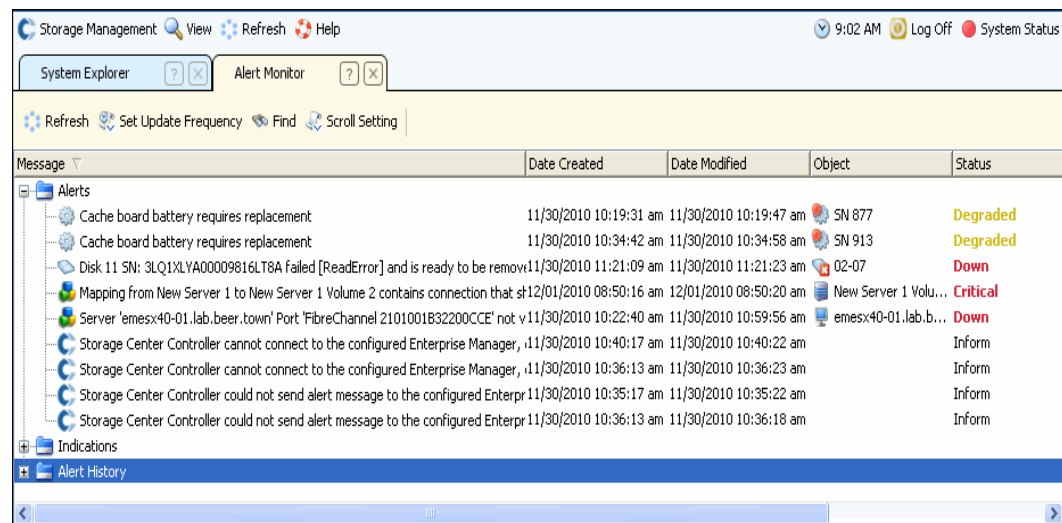 Storage Management View Refresh Help 9:02 AM Log Off System Status
System Explorer ? X Alert Monitor ? X
Refresh Set Update Frequency Find Scroll Setting
Message Date Created Date Modified Object Status
Alerts
Cache board battery requires replacement 11/30/2010 10:19:31 am 11/30/2010 10:19:47 am SN 877 Degraded
Cache board battery requires replacement 11/30/2010 10:34:42 am 11/30/2010 10:34:58 am SN 913 Degraded
Disk 11 SN: 3LQ1XLYA00009816LT8A failed [ReadError] and is ready to be remov 11/30/2010 11:21:09 am 11/30/2010 11:21:23 am 02-07 Down
Mapping from New Server 1 to New Server 1 Volume 2 contains connection that sh 12/01/2010 08:50:16 am 12/01/2010 08:50:20 am New Server 1 Volu... Critical
Server 'emesx40-01.lab.beer.town' Port 'FibreChannel 2101001B32200CCE' not v 11/30/2010 10:22:40 am 11/30/2010 10:59:56 am emesx40-01.lab.b... Down
Storage Center Controller cannot connect to the configured Enterprise Manager, 11/30/2010 10:40:17 am 11/30/2010 10:40:22 am Inform
Storage Center Controller cannot connect to the configured Enterprise Manager, 11/30/2010 10:36:13 am 11/30/2010 10:36:23 am Inform
Storage Center Controller could not send alert message to the configured Enterpr 11/30/2010 10:35:17 am 11/30/2010 10:35:22 am Inform
Storage Center Controller could not send alert message to the configured Enterpr 11/30/2010 10:36:13 am 11/30/2010 10:36:18 am Inform
Indications
Alert History